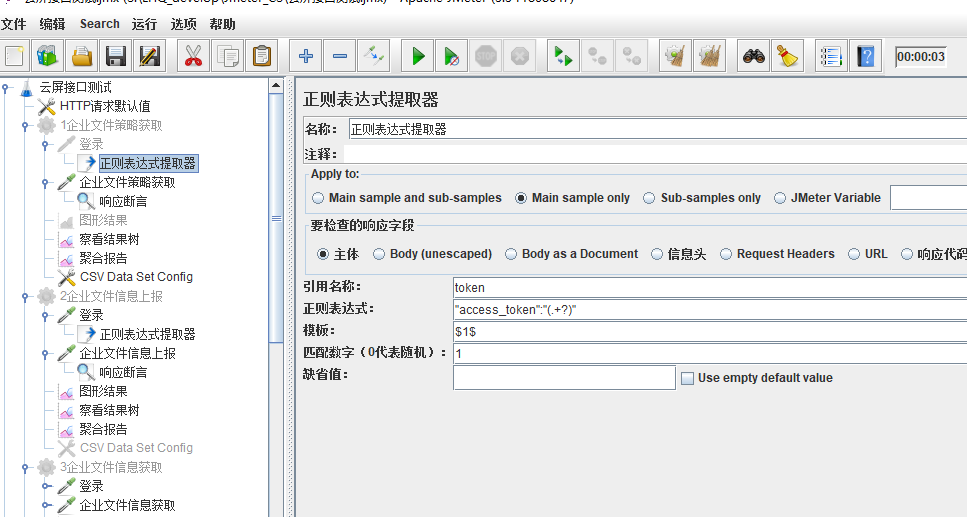 文件 编辑 Search 运行 选项 帮助
00:00:03
云屏接口测试
HTTP请求默认值
1企业文件策略获取
登录
正则表达式提取器
企业文件策略获取
响应断言
图形结果
察看结果树
聚合报告
CSV Data Set Config
2企业文件信息上报
登录
正则表达式提取器
企业文件信息上报
响应断言
图形结果
察看结果树
聚合报告
CSV Data Set Config
3企业文件信息获取
登录
企业文件信息获取
正则表达式提取器
名称： 正则表达式提取器
注释：
Apply to:
Main sample and sub-samples Main sample only Sub-samples only JMeter Variable
要检查的响应字段
主体 Body (unescaped) Body as a Document 信息头 Request Headers URL 响应代码
引用名称： token
正则表达式： "access_token":"(.+?)"
模板： $1$
匹配数字（0代表随机）： 1
缺省值： Use empty default value